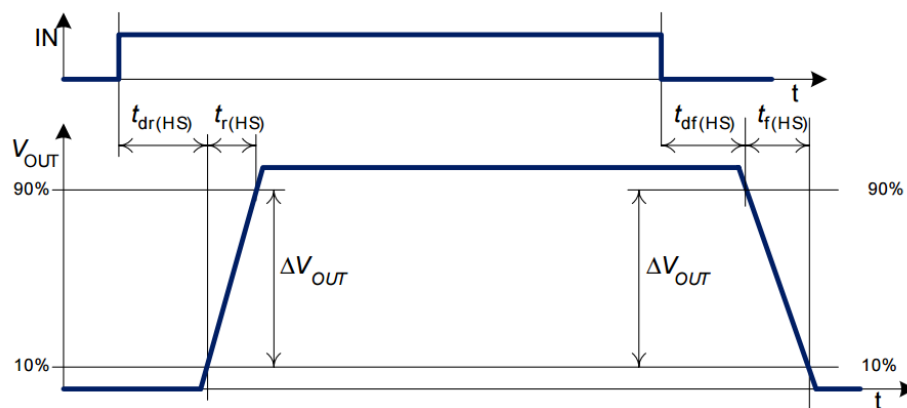 IN
t
tdr(HS) tr(HS) tdf(HS) tf(HS)
VOUT
90% 90%
ΔVOUT ΔVOUT
10% 10%
t